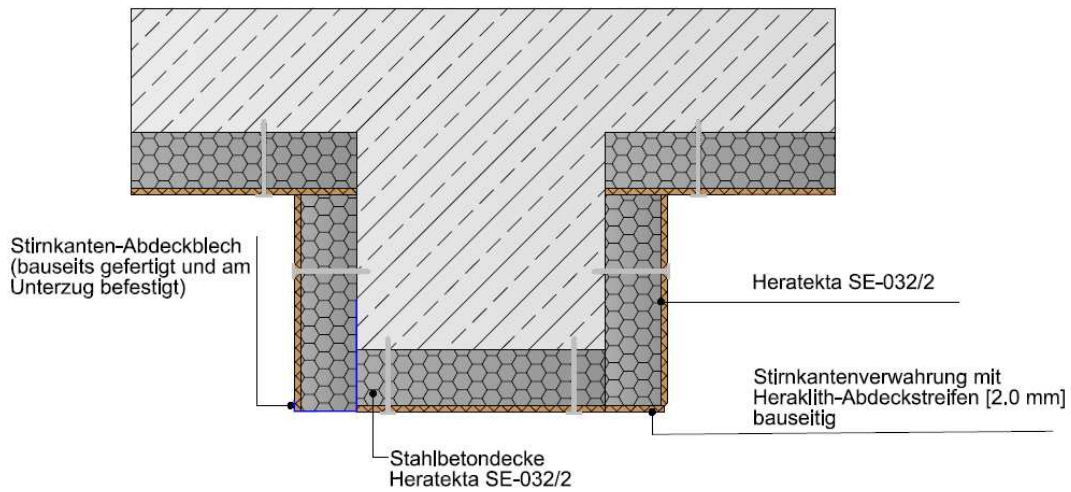 Stirnkanten-Abdeckblech
(bauseits gefertigt und am
Unterzug befestigt)
Heratekta SE-032/2
Stirnkantenverwahrung mit
Heraklith-Abdeckstreifen [2,0 mm]
bauseitig
Stahlbetondecke
Heratekta SE-032/2